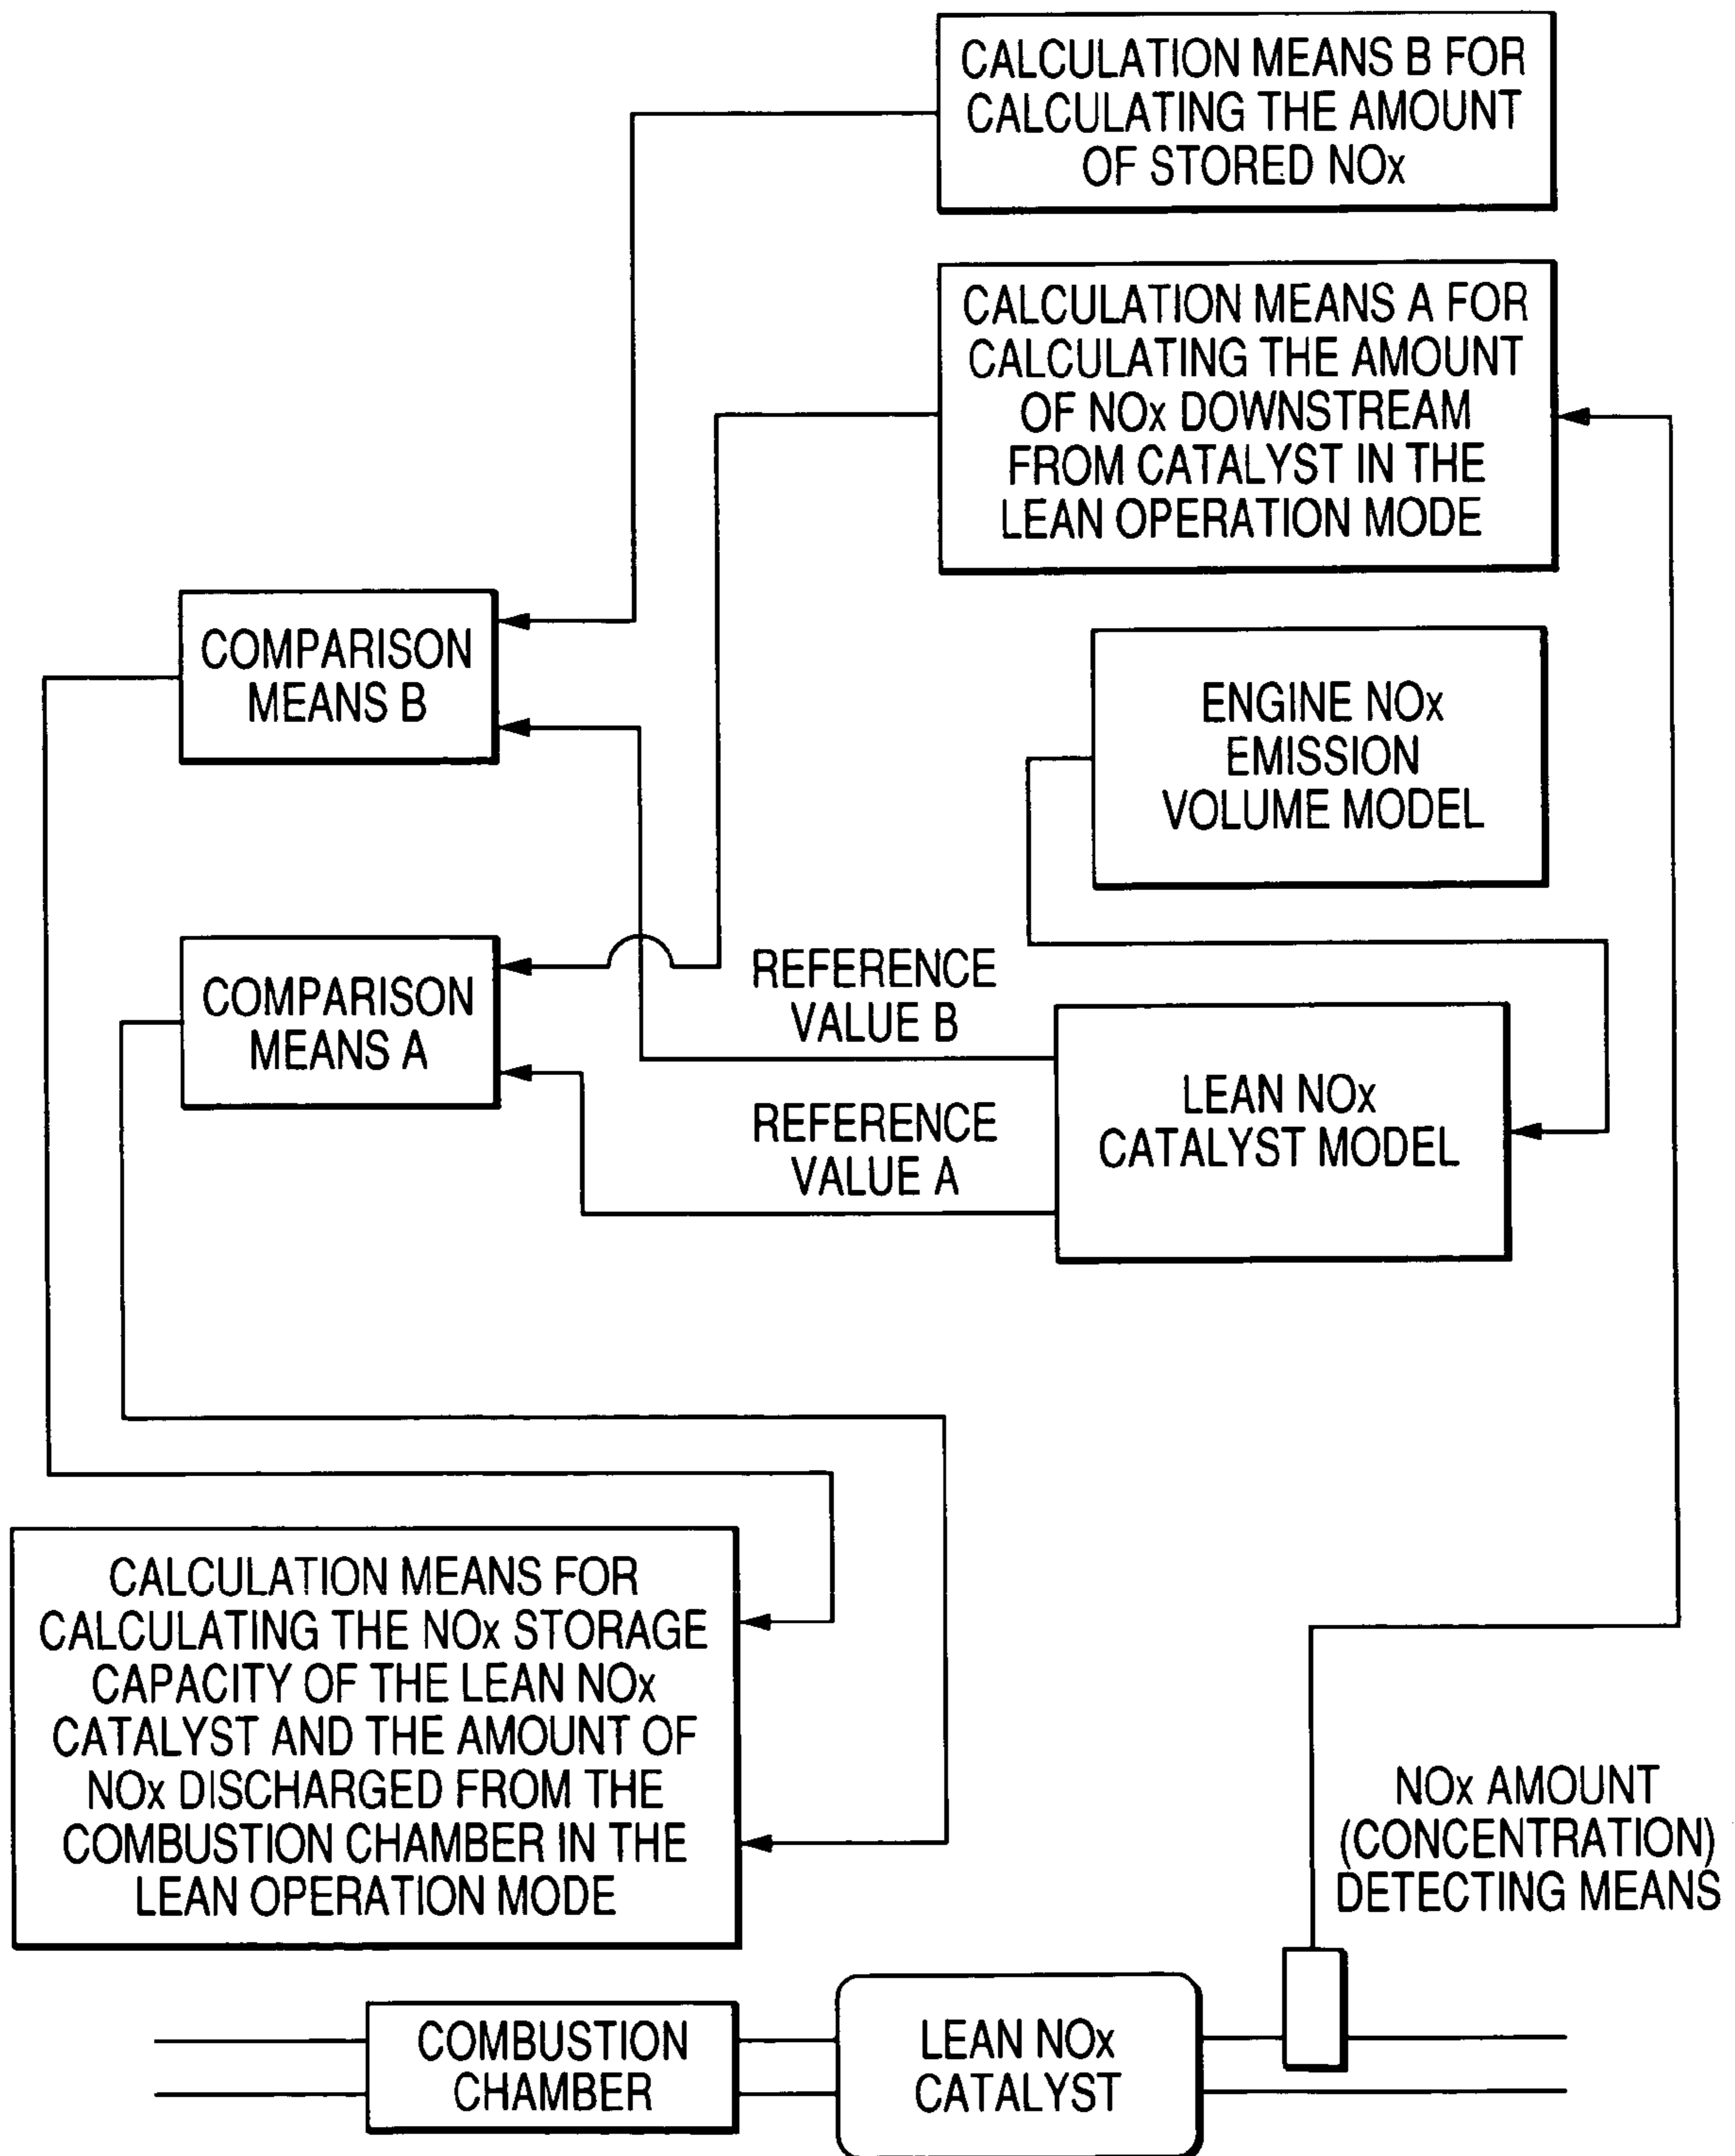 CALCULATION MEANS B FOR
CALCULATING THE AMOUNT
OF STORED NOx
CALCULATION MEANS A FOR
CALCULATING THE AMOUNT
OF NOx DOWNSTREAM
FROM CATALYST IN THE
LEAN OPERATION MODE
COMPARISON
MEANS B
ENGINE NOx
EMISSION
VOLUME MODEL
COMPARISON
MEANS A
REFERENCE
VALUE B
LEAN NOx
CATALYST MODEL
REFERENCE
VALUE A
CALCULATION MEANS FOR
CALCULATING THE NOx STORAGE
CAPACITY OF THE LEAN NOx
CATALYST AND THE AMOUNT OF
NOx DISCHARGED FROM THE
COMBUSTION CHAMBER IN THE
LEAN OPERATION MODE
NOx AMOUNT
(CONCENTRATION)
DETECTING MEANS
COMBUSTION
CHAMBER
LEAN NOx
CATALYST